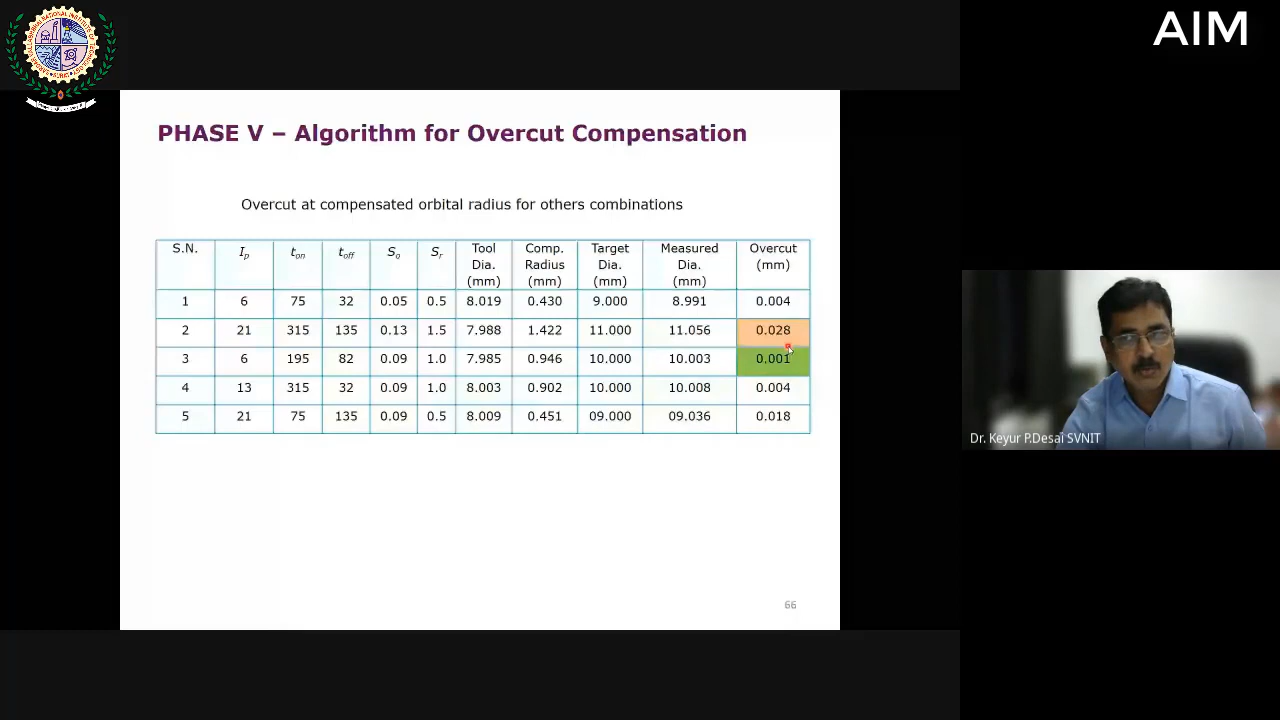 AIM
PHASE V – Algorithm for Overcut Compensation
Overcut at compensated orbital radius for others combinations
S.N. Ip ton toff So Sr Tool Dia. (mm) Comp. Radius (mm) Target Dia. (mm) Measured Dia. (mm) Overcut (mm)
1 6 75 32 0.05 0.5 8.019 0.430 9.000 8.991 0.004
2 21 315 135 0.13 1.5 7.988 1.422 11.000 11.056 0.028
3 6 195 82 0.09 1.0 7.985 0.946 10.000 10.003 0.001
4 13 315 32 0.09 1.0 8.003 0.902 10.000 10.008 0.004
5 21 75 135 0.09 0.5 8.009 0.451 09.000 09.036 0.018
Dr. Keyur P.Desai SVNIT
66